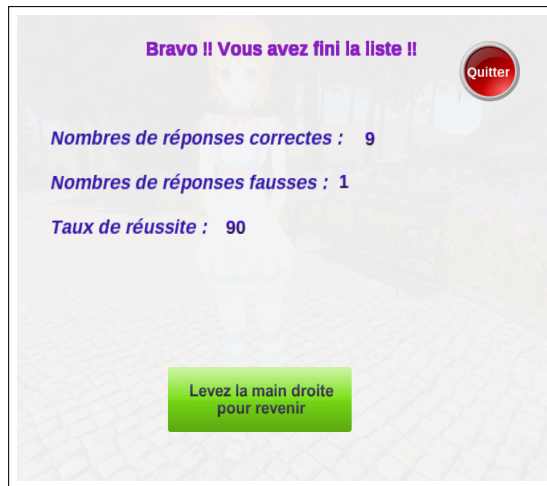 Bravo !! Vous avez fini la liste !!
Quitter
Nombres de réponses correctes : 9
Nombres de réponses fausses : 1
Taux de réussite : 90
Levez la main droite
pour revenir